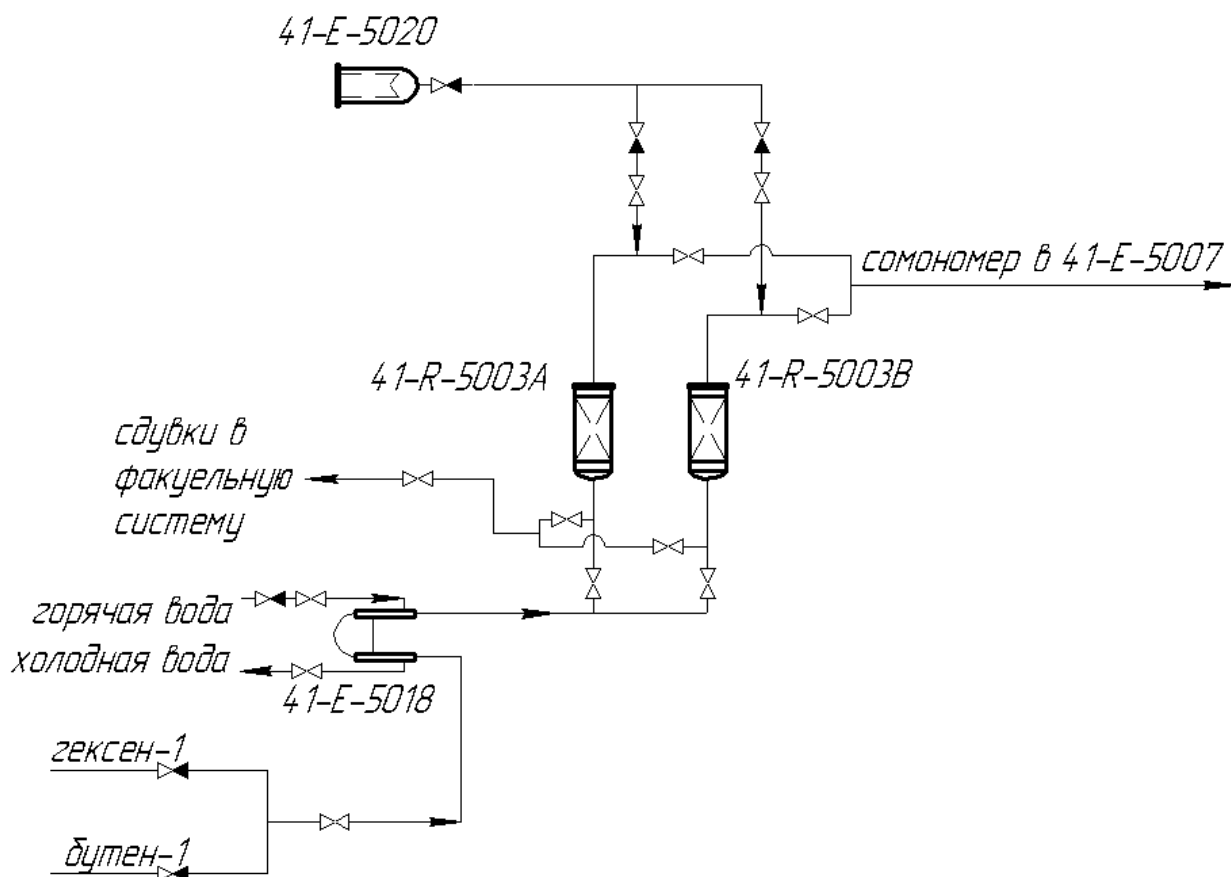 41-E-5020
сомономер в 41-E-5007
41-R-5003A
41-R-5003B
сдувки в
факуельную
систему
горячая вода
холодная вода
41-E-5018
гексен-1
бутен-1